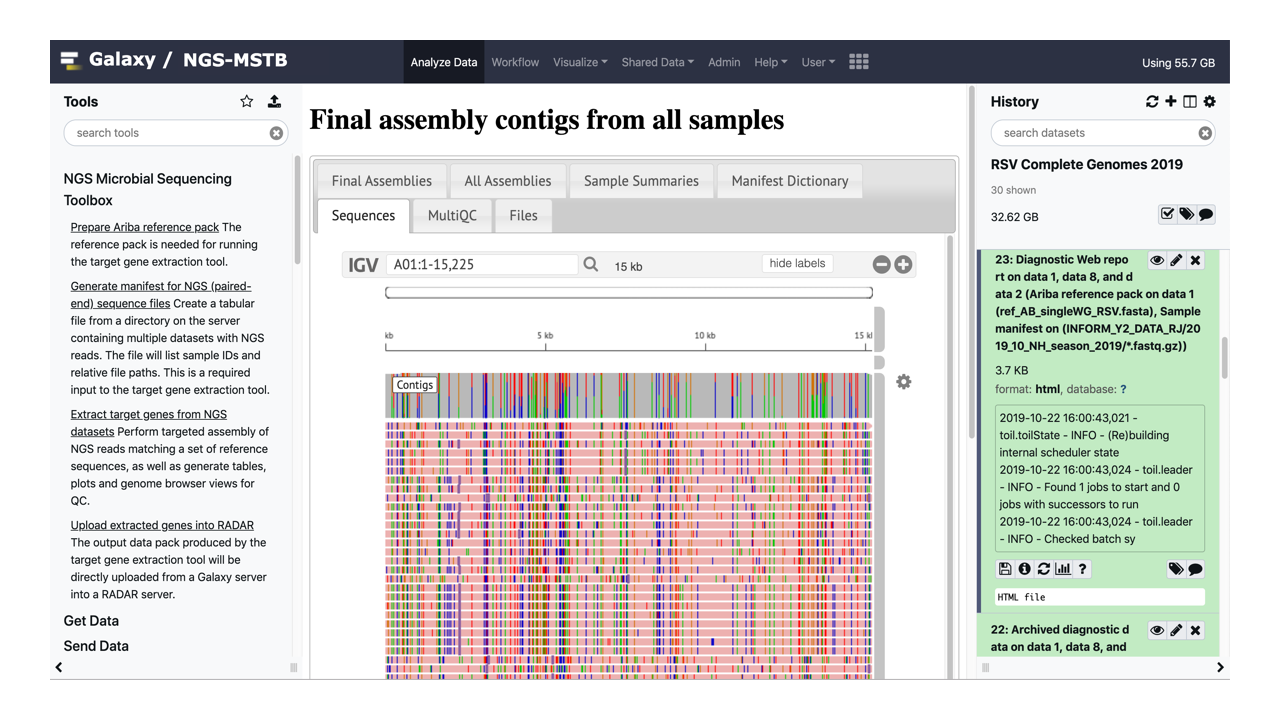 Galaxy / NGS-MSTB
Analyze Data Workflow Visualize Shared Data Admin Help User
Using 55.7 GB
Tools
search tools
NGS Microbial Sequencing
Toolbox
Prepare Ariba reference pack The
reference pack is needed for running
the target gene extraction tool.
Generate manifest for NGS (paired-
end) sequence files Create a tabular
file from a directory on the server
containing multiple datasets with NGS
reads. The file will list sample IDs and
relative file paths. This is a required
input to the target gene extraction tool.
Extract target genes from NGS
datasets Perform targeted assembly of
NGS reads matching a set of reference
sequences, as well as generate tables,
plots and genome browser views for
QC.
Upload extracted genes into RADAR
The output data pack produced by the
target gene extraction tool will be
directly uploaded from a Galaxy server
into a RADAR server.
Get Data
Send Data
Final assembly contigs from all samples
Final Assemblies All Assemblies Sample Summaries Manifest Dictionary
Sequences MultiQC Files
IGV A01:1-15,225 15 kb hide labels
kb 5 kb 10 kb 15 k
Contigs
History
search datasets
RSV Complete Genomes 2019
30 shown
32.62 GB
23: Diagnostic Web repo
rt on data 1, data 8, and d
ata 2 (Ariba reference pack on data 1
(ref_AB_singleWG_RSV.fasta), Sample
manifest on (INFORM_Y2_DATA_RJ/20
19_10_NH_season_2019/*.fastq.gz))
3.7 KB
format: html, database: ?
2019-10-22 16:00:43,021 -
toil.toilState - INFO - (Re)building
internal scheduler state
2019-10-22 16:00:43,024 - toil.leader
- INFO - Found 1 jobs to start and 0
jobs with successors to run
2019-10-22 16:00:43,024 - toil.leader
- INFO - Checked batch sy
HTML file
22: Archived diagnostic d
ata on data 1, data 8, and